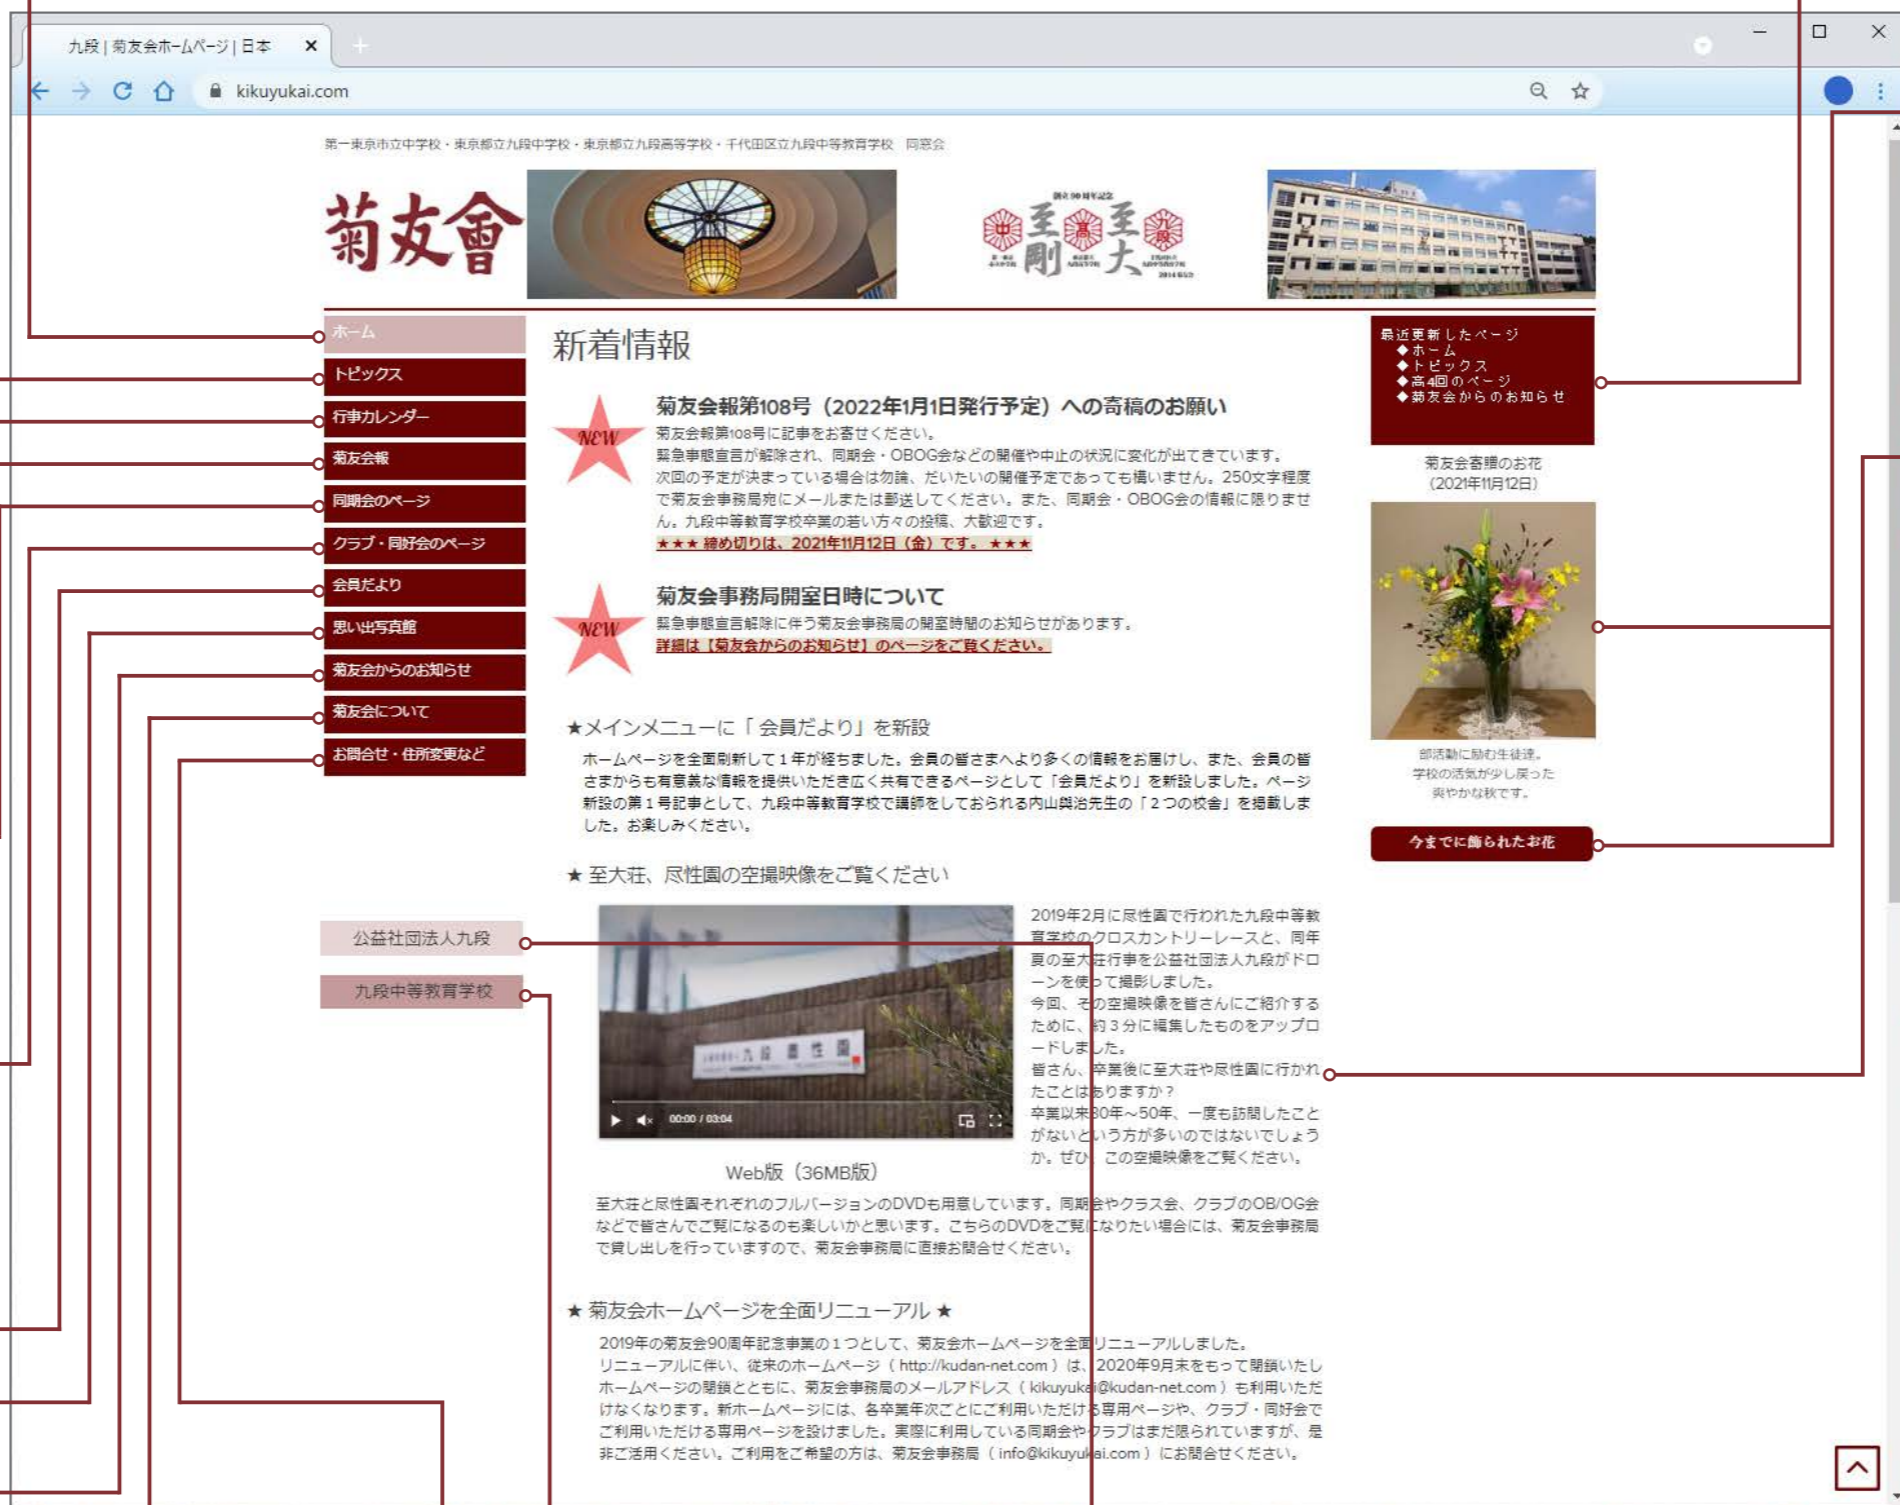 九段 | 菊友会ホームページ | 日本
kikuyukai.com
第一東京市立中学校・東京都立九段中学校・東京都立九段高等学校・千代田区立九段中等教育学校　同窓会
菊友會
創立90周年記念
至剛 至大
中 高 九段
ホーム
トピックス
行事カレンダー
菊友会報
同期会のページ
クラブ・同好会のページ
会員だより
思い出写真館
菊友会からのお知らせ
菊友会について
お問合せ・住所変更など
公益社団法人九段
九段中等教育学校
新着情報
NEW
菊友会報第108号（2022年1月1日発行予定）への寄稿のお願い
菊友会報第108号に記事をお寄せください。
緊急事態宣言が解除され、同期会・OBOG会などの開催や中止の状況に変化が出てきています。
次回の予定が決まっている場合は勿論、だいたいの開催予定であっても構いません。250文字程度
で菊友会事務局宛にメールまたは郵送してください。また、同期会・OBOG会の情報に限りませ
ん。九段中等教育学校卒業の若い方々の投稿、大歓迎です。
★★★ 締め切りは、2021年11月12日（金）です。★★★
NEW
菊友会事務局開室日時について
緊急事態宣言解除に伴う菊友会事務局の開室時間のお知らせがあります。
詳細は【菊友会からのお知らせ】のページをご覧ください。
★メインメニューに「 会員だより」を新設
ホームページを全面刷新して１年が経ちました。会員の皆さまへより多くの情報をお届けし、また、会員の皆
さまからも有意義な情報を提供いただき広く共有できるページとして「会員だより」を新設しました。ページ
新設の第１号記事として、九段中等教育学校で講師をしておられる内山與治先生の「２つの校舎」を掲載しま
した。お楽しみください。
★ 至大荘、尽性園の空撮映像をご覧ください
00:00 / 03:04
Web版（36MB版）
2019年2月に尽性園で行われた九段中等教
育学校のクロスカントリーレースと、同年
夏の至大荘行事を公益社団法人九段がドロ
ーンを使って撮影しました。
今回、その空撮映像を皆さんにご紹介する
ために、約３分に編集したものをアップロ
ードしました。
皆さん、卒業後に至大荘や尽性園に行かれ
たことはありますか？
卒業以来30年～50年、一度も訪問したこと
がないという方が多いのではないでしょう
か。ぜひ、この空撮映像をご覧ください。
至大荘と尽性園それぞれのフルバージョンのDVDも用意しています。同期会やクラス会、クラブのOB/OG会
などで皆さんでご覧になるのも楽しいかと思います。こちらのDVDをご覧になりたい場合には、菊友会事務局
で貸し出しを行っていますので、菊友会事務局に直接お問合せください。
★ 菊友会ホームページを全面リニューアル ★
2019年の菊友会90周年記念事業の１つとして、菊友会ホームページを全面リニューアルしました。
リニューアルに伴い、従来のホームページ（ http://kudan-net.com ）は、2020年9月末をもって閉鎖いたし
ホームページの閉鎖とともに、菊友会事務局のメールアドレス（ kikuyukai@kudan-net.com ）も利用いただ
けなくなります。新ホームページには、各卒業年次ごとにご利用いただける専用ページや、クラブ・同好会で
ご利用いただける専用ページを設けました。実際に利用している同期会やクラブはまだ限られていますが、是
非ご活用ください。ご利用をご希望の方は、菊友会事務局（ info@kikuyukai.com ）にお問合せください。
最近更新したページ
◆ホーム
◆トピックス
◆高4回のページ
◆菊友会からのお知らせ
菊友会寄贈のお花
（2021年11月12日）
部活動に励む生徒達。
学校の活気が少し戻った
爽やかな秋です。
今までに飾られたお花